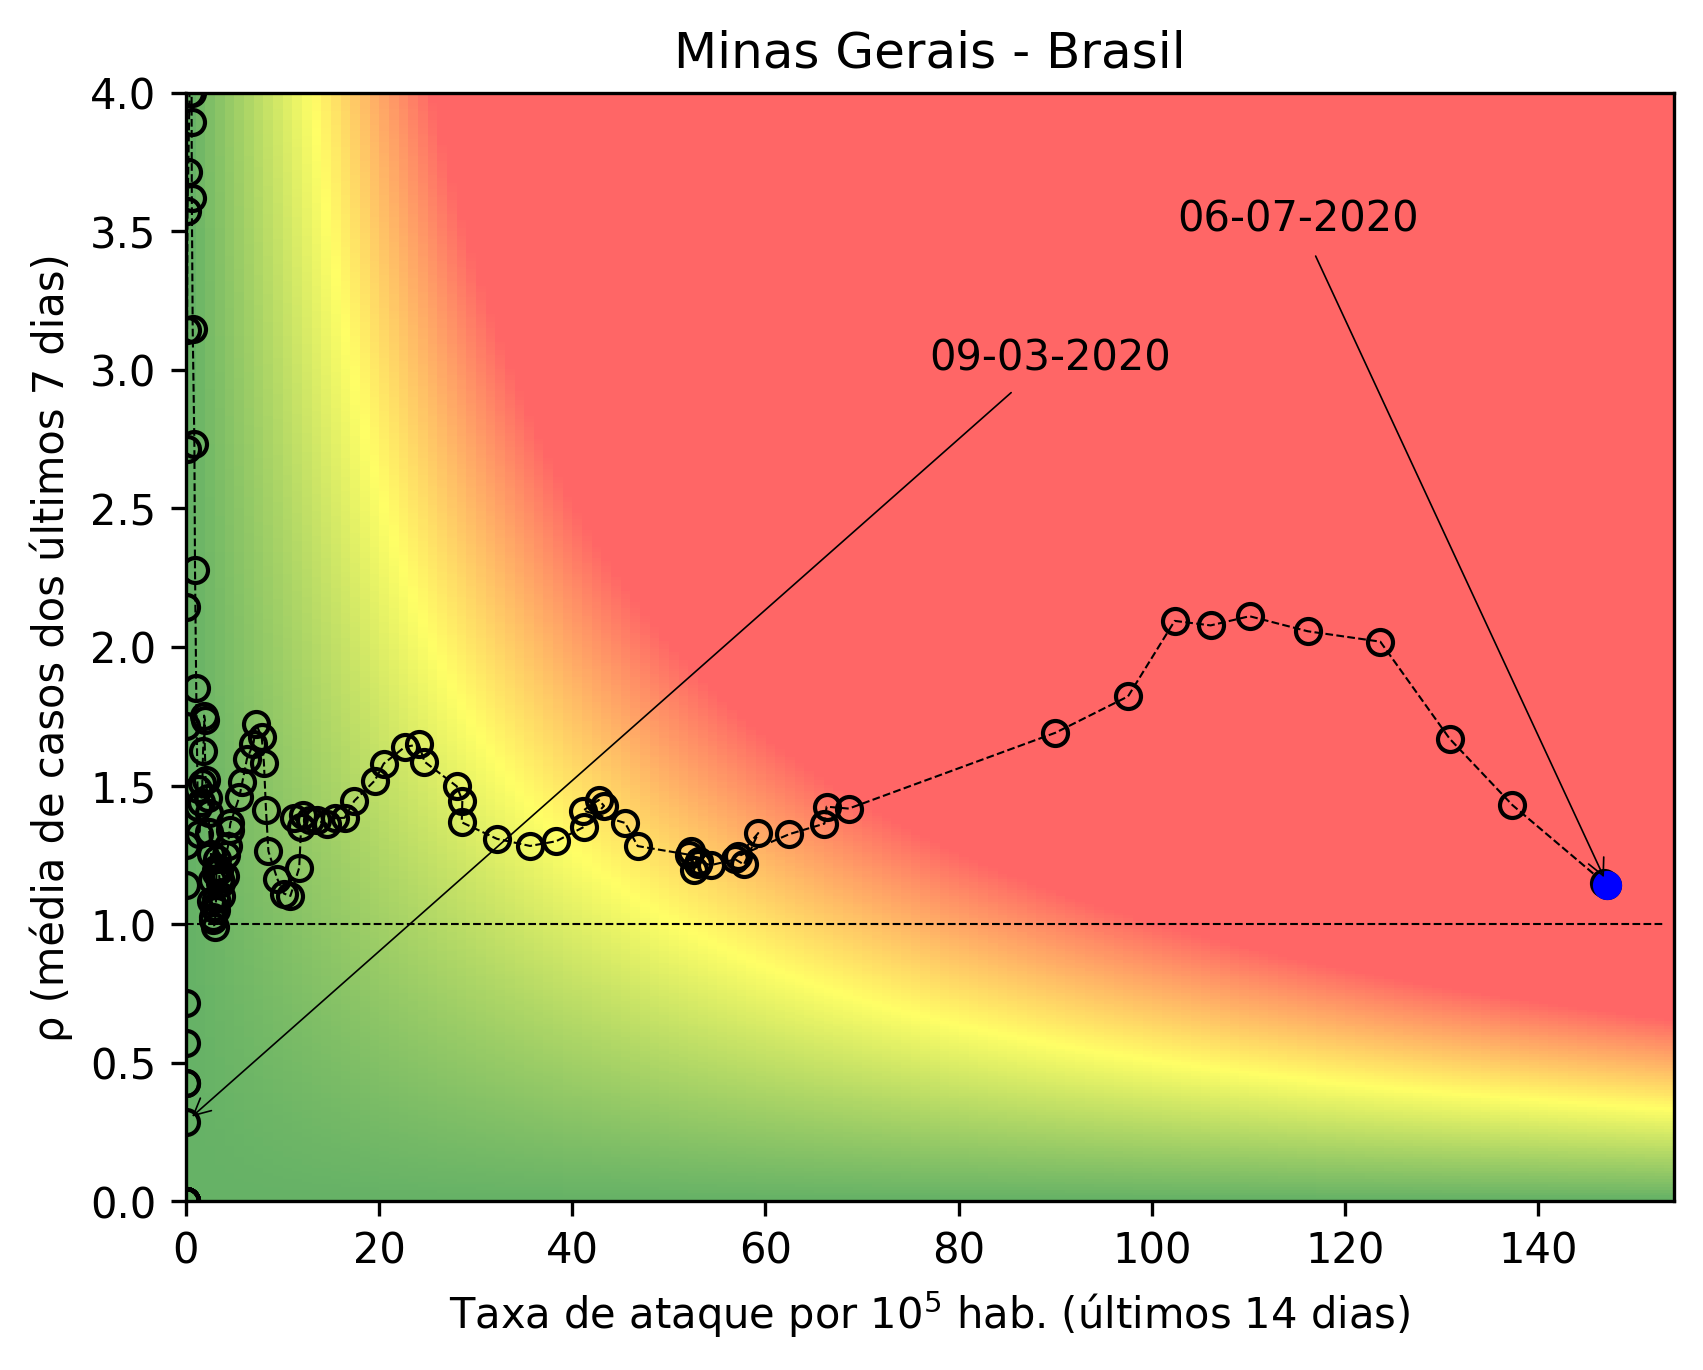 Minas Gerais - Brasil
4.0
3.5
3.0
2.5
2.0
1.5
1.0
0.5
0.0
ρ (média de casos dos últimos 7 dias)
06-07-2020
09-03-2020
0 20 40 60 80 100 120 140
Taxa de ataque por 10⁵ hab. (últimos 14 dias)